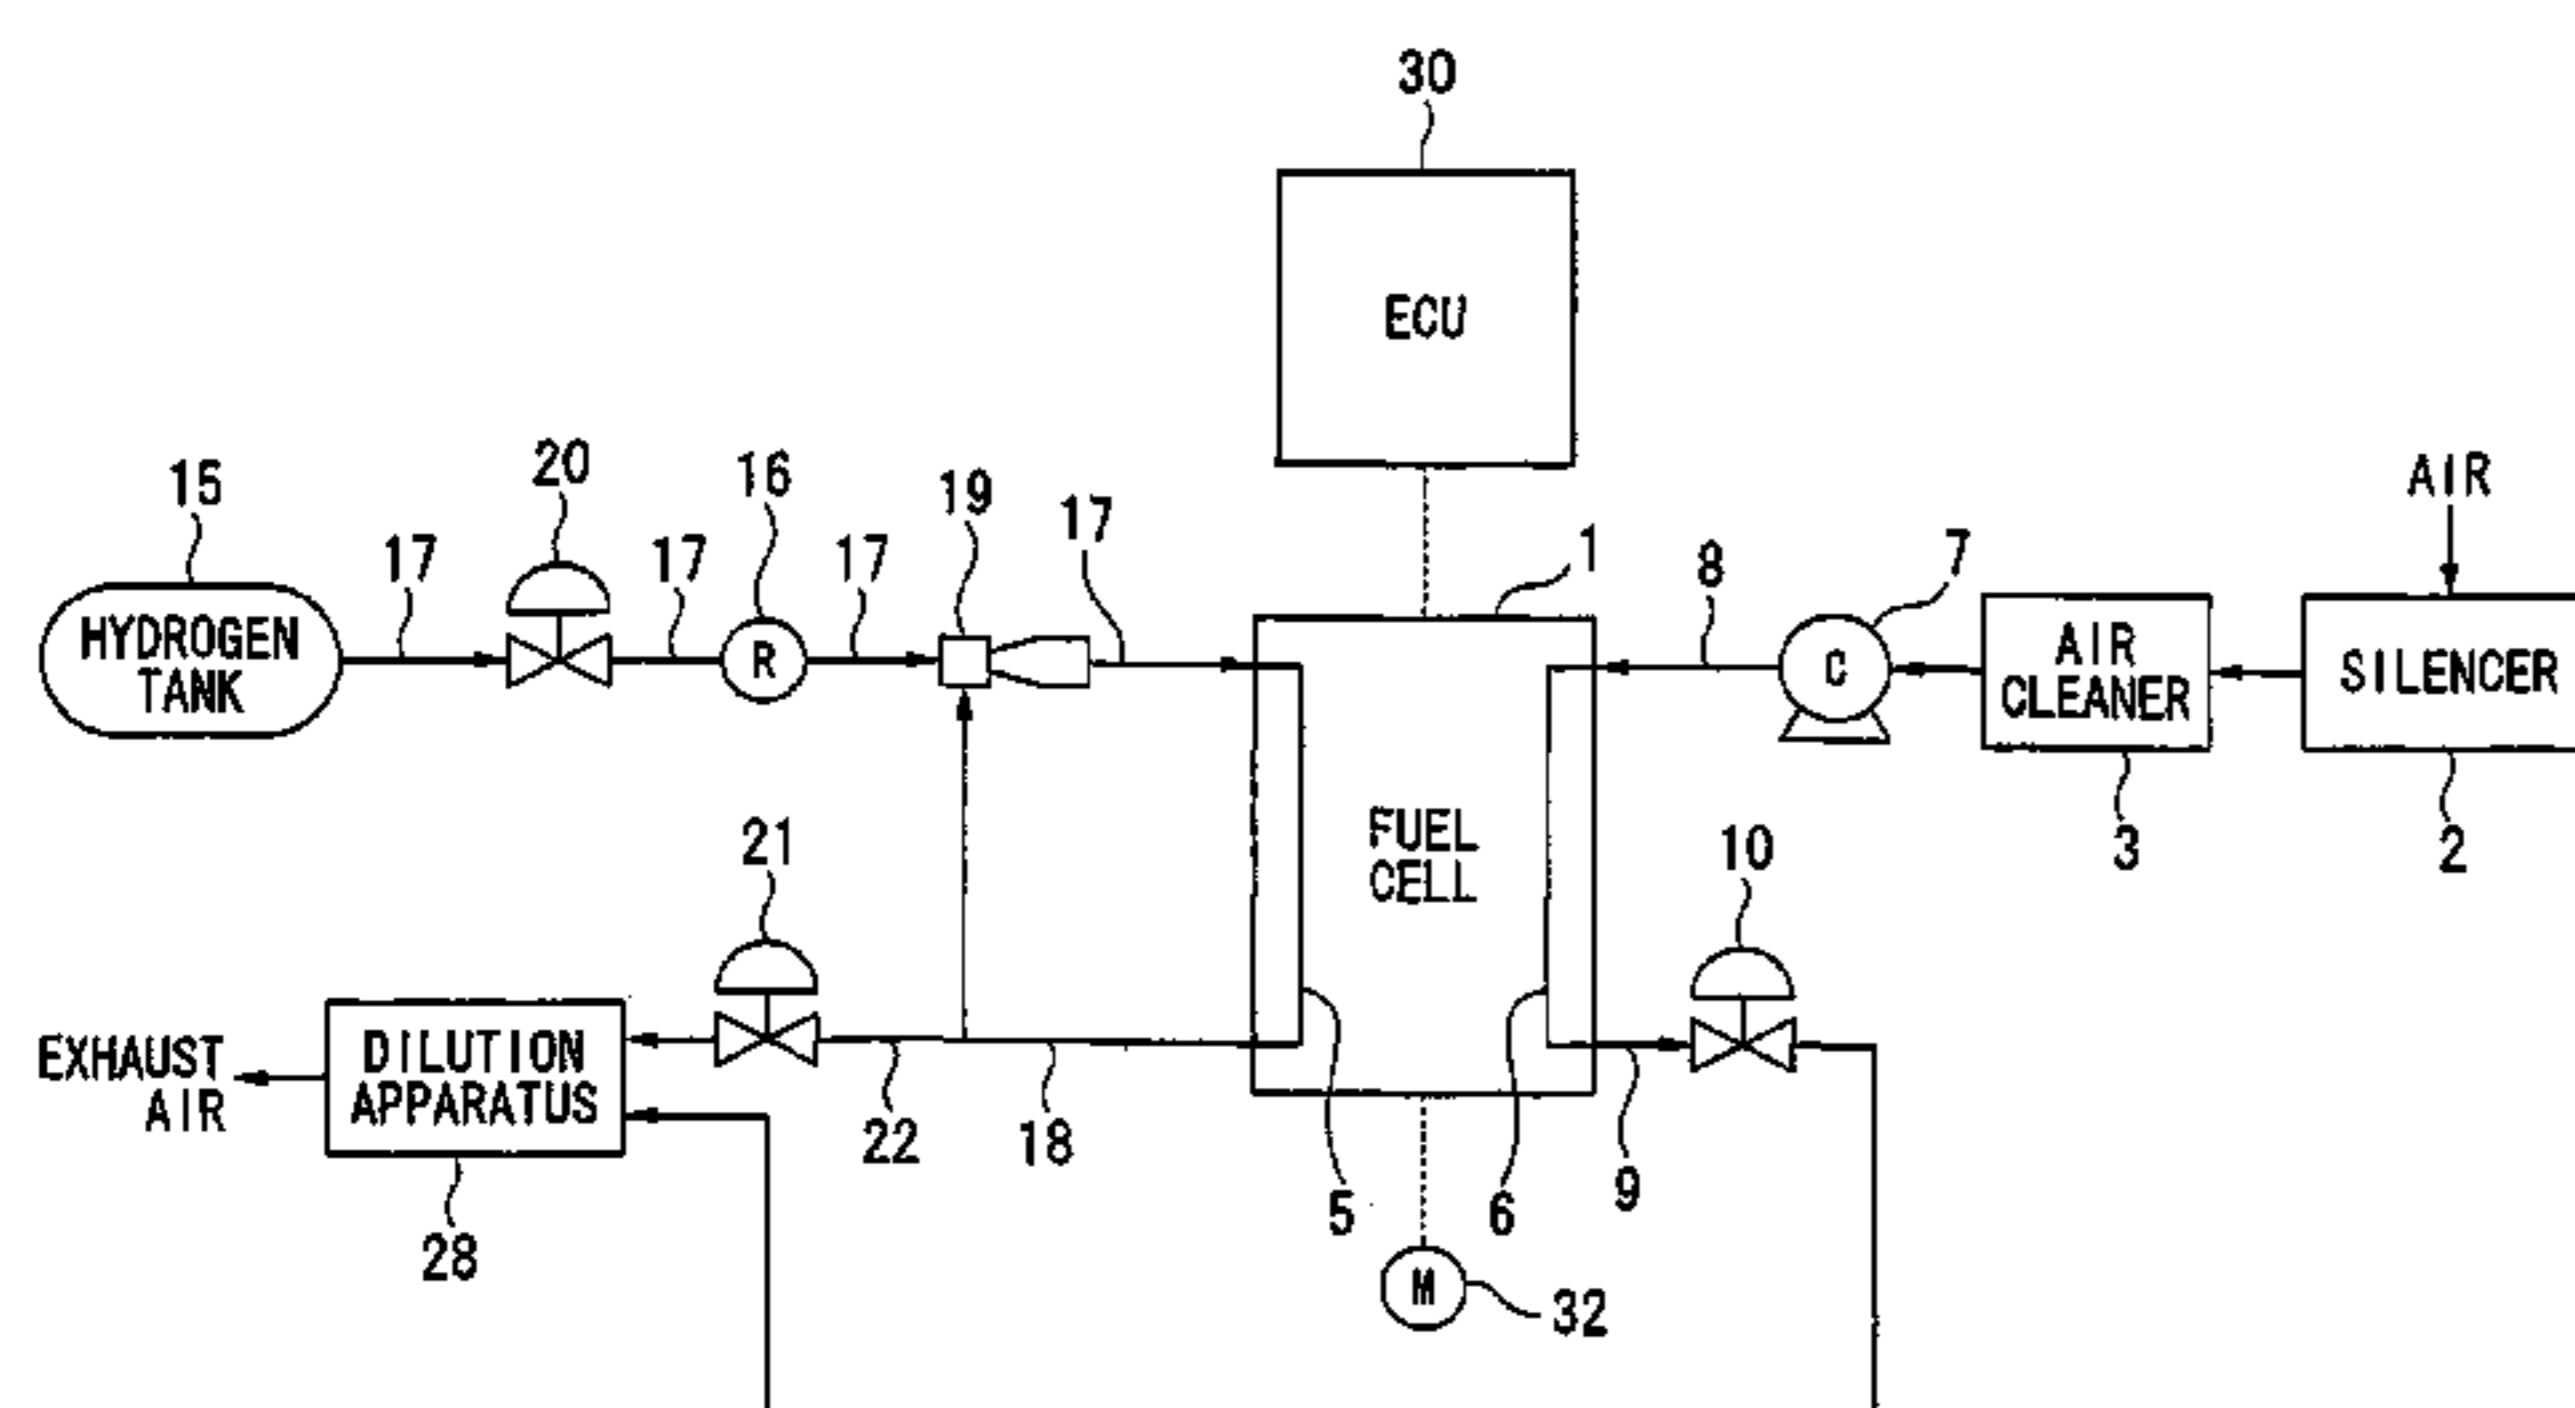 30
ECU
15
17
20
17
16
17
19
17
1
8
7
AIR
HYDROGEN
TANK
R
C
AIR
CLEANER
SILENCER
3
2
FUEL
CELL
21
10
EXHAUST
AIR
DILUTION
APPARATUS
22
18
5
6
9
28
M
32